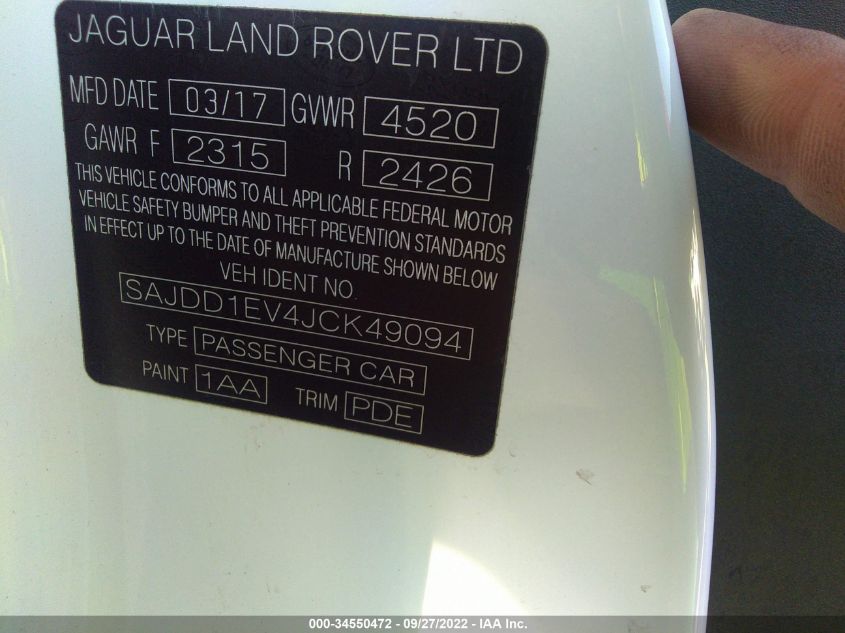 JAGUAR LAND ROVER LTD
MFD DATE 03/17 GVWR 4520
GAWR F 2315 R 2426
THIS VEHICLE CONFORMS TO ALL APPLICABLE FEDERAL MOTOR
VEHICLE SAFETY BUMPER AND THEFT PREVENTION STANDARDS
IN EFFECT UP TO THE DATE OF MANUFACTURE SHOWN BELOW
VEH IDENT NO.
SAJDD1EV4JCK49094
TYPE PASSENGER CAR
PAINT 1AA TRIM PDE
000-34550472 - 09/27/2022 - IAA Inc.